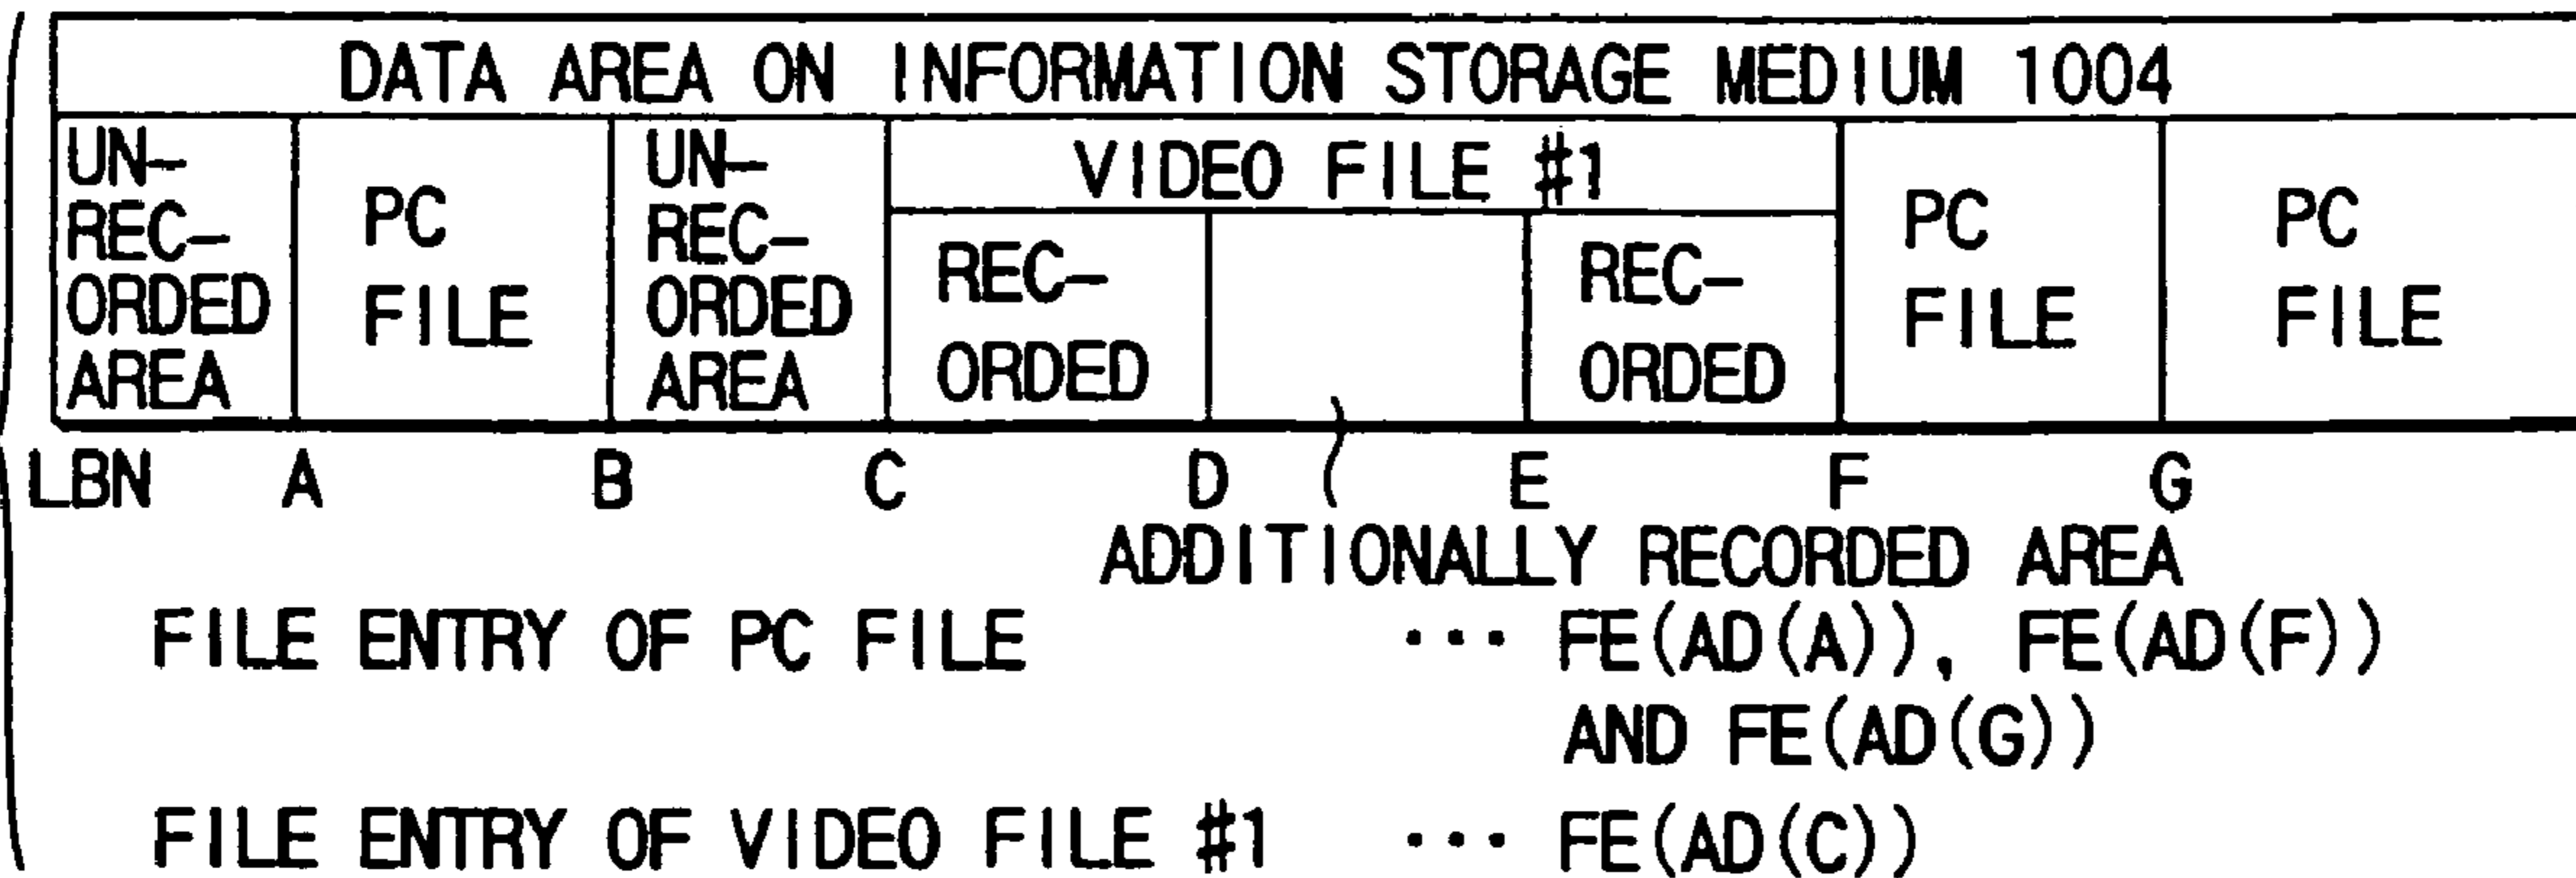 DATA AREA ON INFORMATION STORAGE MEDIUM 1004
UN-
REC-
ORDED
AREA
PC
FILE
UN-
REC-
ORDED
AREA
VIDEO FILE #1
REC-
ORDED
REC-
ORDED
PC
FILE
PC
FILE
LBN A B C D E F G
ADDITIONALLY RECORDED AREA
FILE ENTRY OF PC FILE ··· FE(AD(A)), FE(AD(F))
AND FE(AD(G))
FILE ENTRY OF VIDEO FILE #1 ··· FE(AD(C))